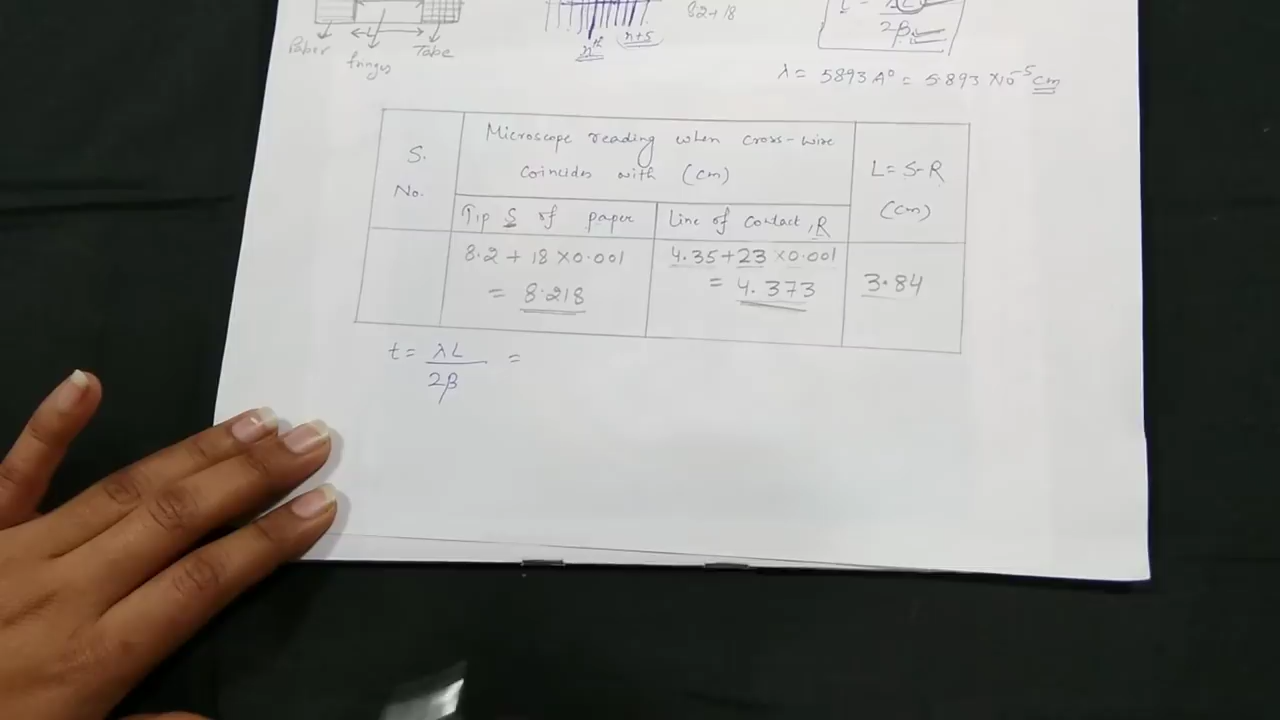 Paper
fringes
Tape
nth
n+5
8.2+18
2β
λ = 5893 A° = 5.893 ×10⁻⁵ cm
S. No.
Microscope reading when cross-wire
coincides with (cm)
L = S-R
(cm)
Tip S of paper
Line of contact, R
8.2 + 18 ×0.001
= 8.218
4.35+23 ×0.001
= 4.373
3.84
t = λL / 2β =